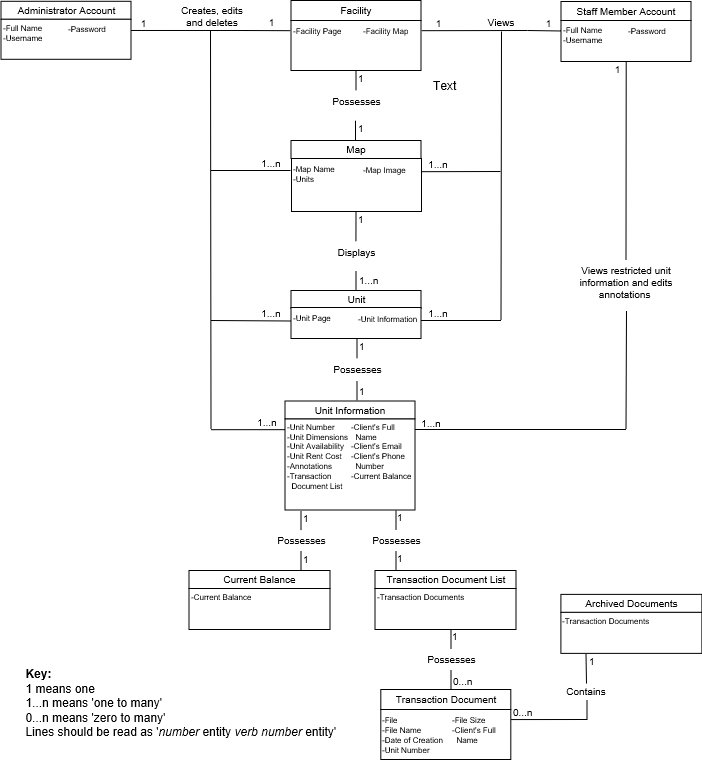 Administrator Account
-Full Name -Password
-Username
1
Creates, edits
and deletes
1
Facility
-Facility Page -Facility Map
1
Views
1
Staff Member Account
-Full Name -Password
-Username
1
1
Possesses
Text
1
Map
-Map Name -Map Image
-Units
1...n
1...n
1
Displays
1...n
Views restricted unit
information and edits
annotations
Unit
-Unit Page -Unit Information
1...n
1...n
1
Possesses
1
Unit Information
-Unit Number -Client's Full
-Unit Dimensions Name
-Unit Availability -Client's Email
-Unit Rent Cost -Client's Phone
-Annotations Number
-Transaction -Current Balance
Document List
1...n
1...n
1
1
Possesses
Possesses
1
1
Current Balance
-Current Balance
Transaction Document List
-Transaction Documents
Archived Documents
-Transaction Documents
1
Possesses
0...n
1
Contains
0...n
Transaction Document
-File -File Size
-File Name -Client's Full
-Date of Creation Name
-Unit Number
Key:
1 means one
1...n means 'one to many'
0...n means 'zero to many'
Lines should be read as 'number entity verb number entity'